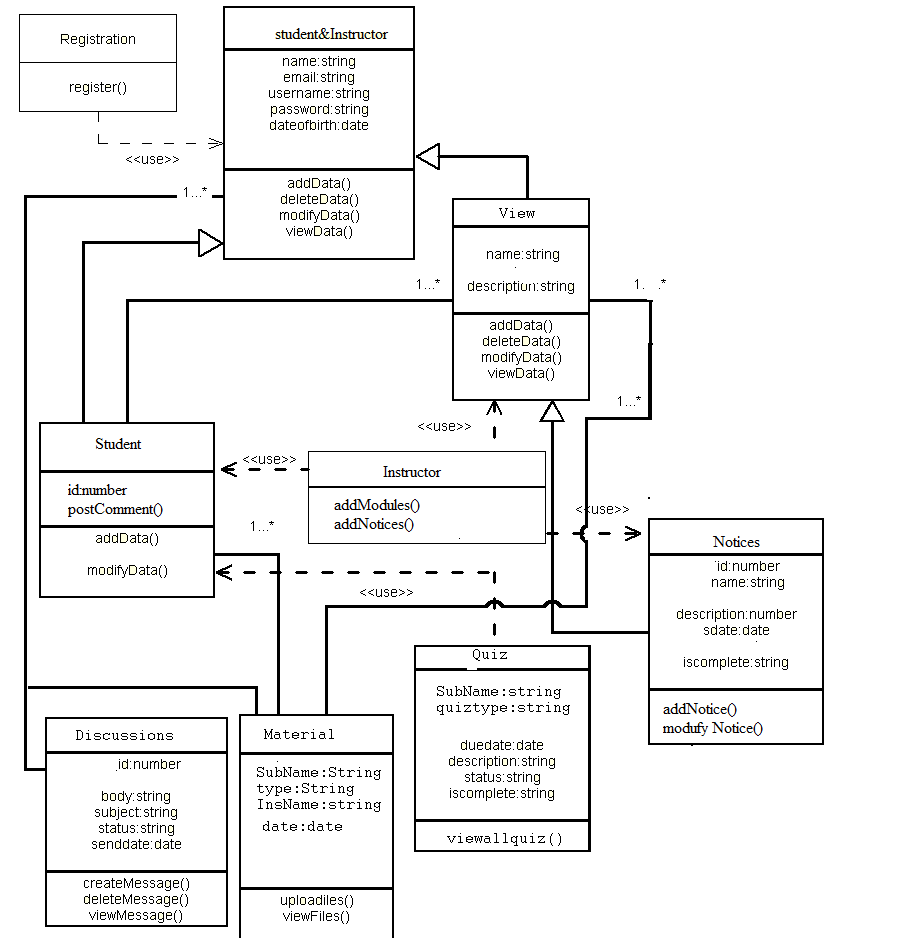 Registration
register()
<<use>>
student&Instructor
name:string
email:string
username:string
password:string
dateofbirth:date
addData()
deleteData()
modifyData()
viewData()
1...*
View
name:string
description:string
addData()
deleteData()
modifyData()
viewData()
1...*
1. ..*
1...*
<<use>>
Student
id:number
postComment()
addData()
modifyData()
<<use>>
Instructor
addModules()
addNotices()
<<use>>
1...*
<<use>>
Notices
id:number
name:string
description:number
sdate:date
iscomplete:string
addNotice()
modufy Notice()
Quiz
SubName:string
quiztype:string
duedate:date
description:string
status:string
iscomplete:string
viewallquiz()
Discussions
id:number
body:string
subject:string
status:string
senddate:date
createMessage()
deleteMessage()
viewMessage()
Material
SubName:String
type:String
InsName:string
date:date
uploadiles()
viewFiles()